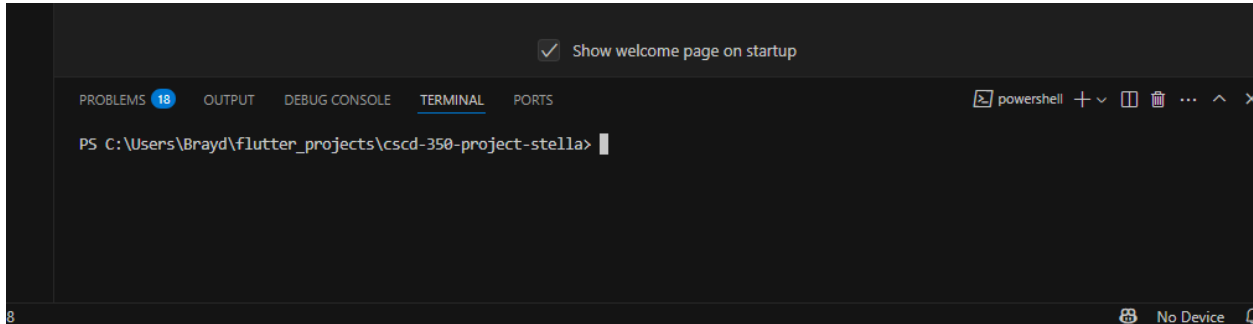 Show welcome page on startup
PROBLEMS 18 OUTPUT DEBUG CONSOLE TERMINAL PORTS powershell
PS C:\Users\Brayd\flutter_projects\cscd-350-project-stella>
8 No Device